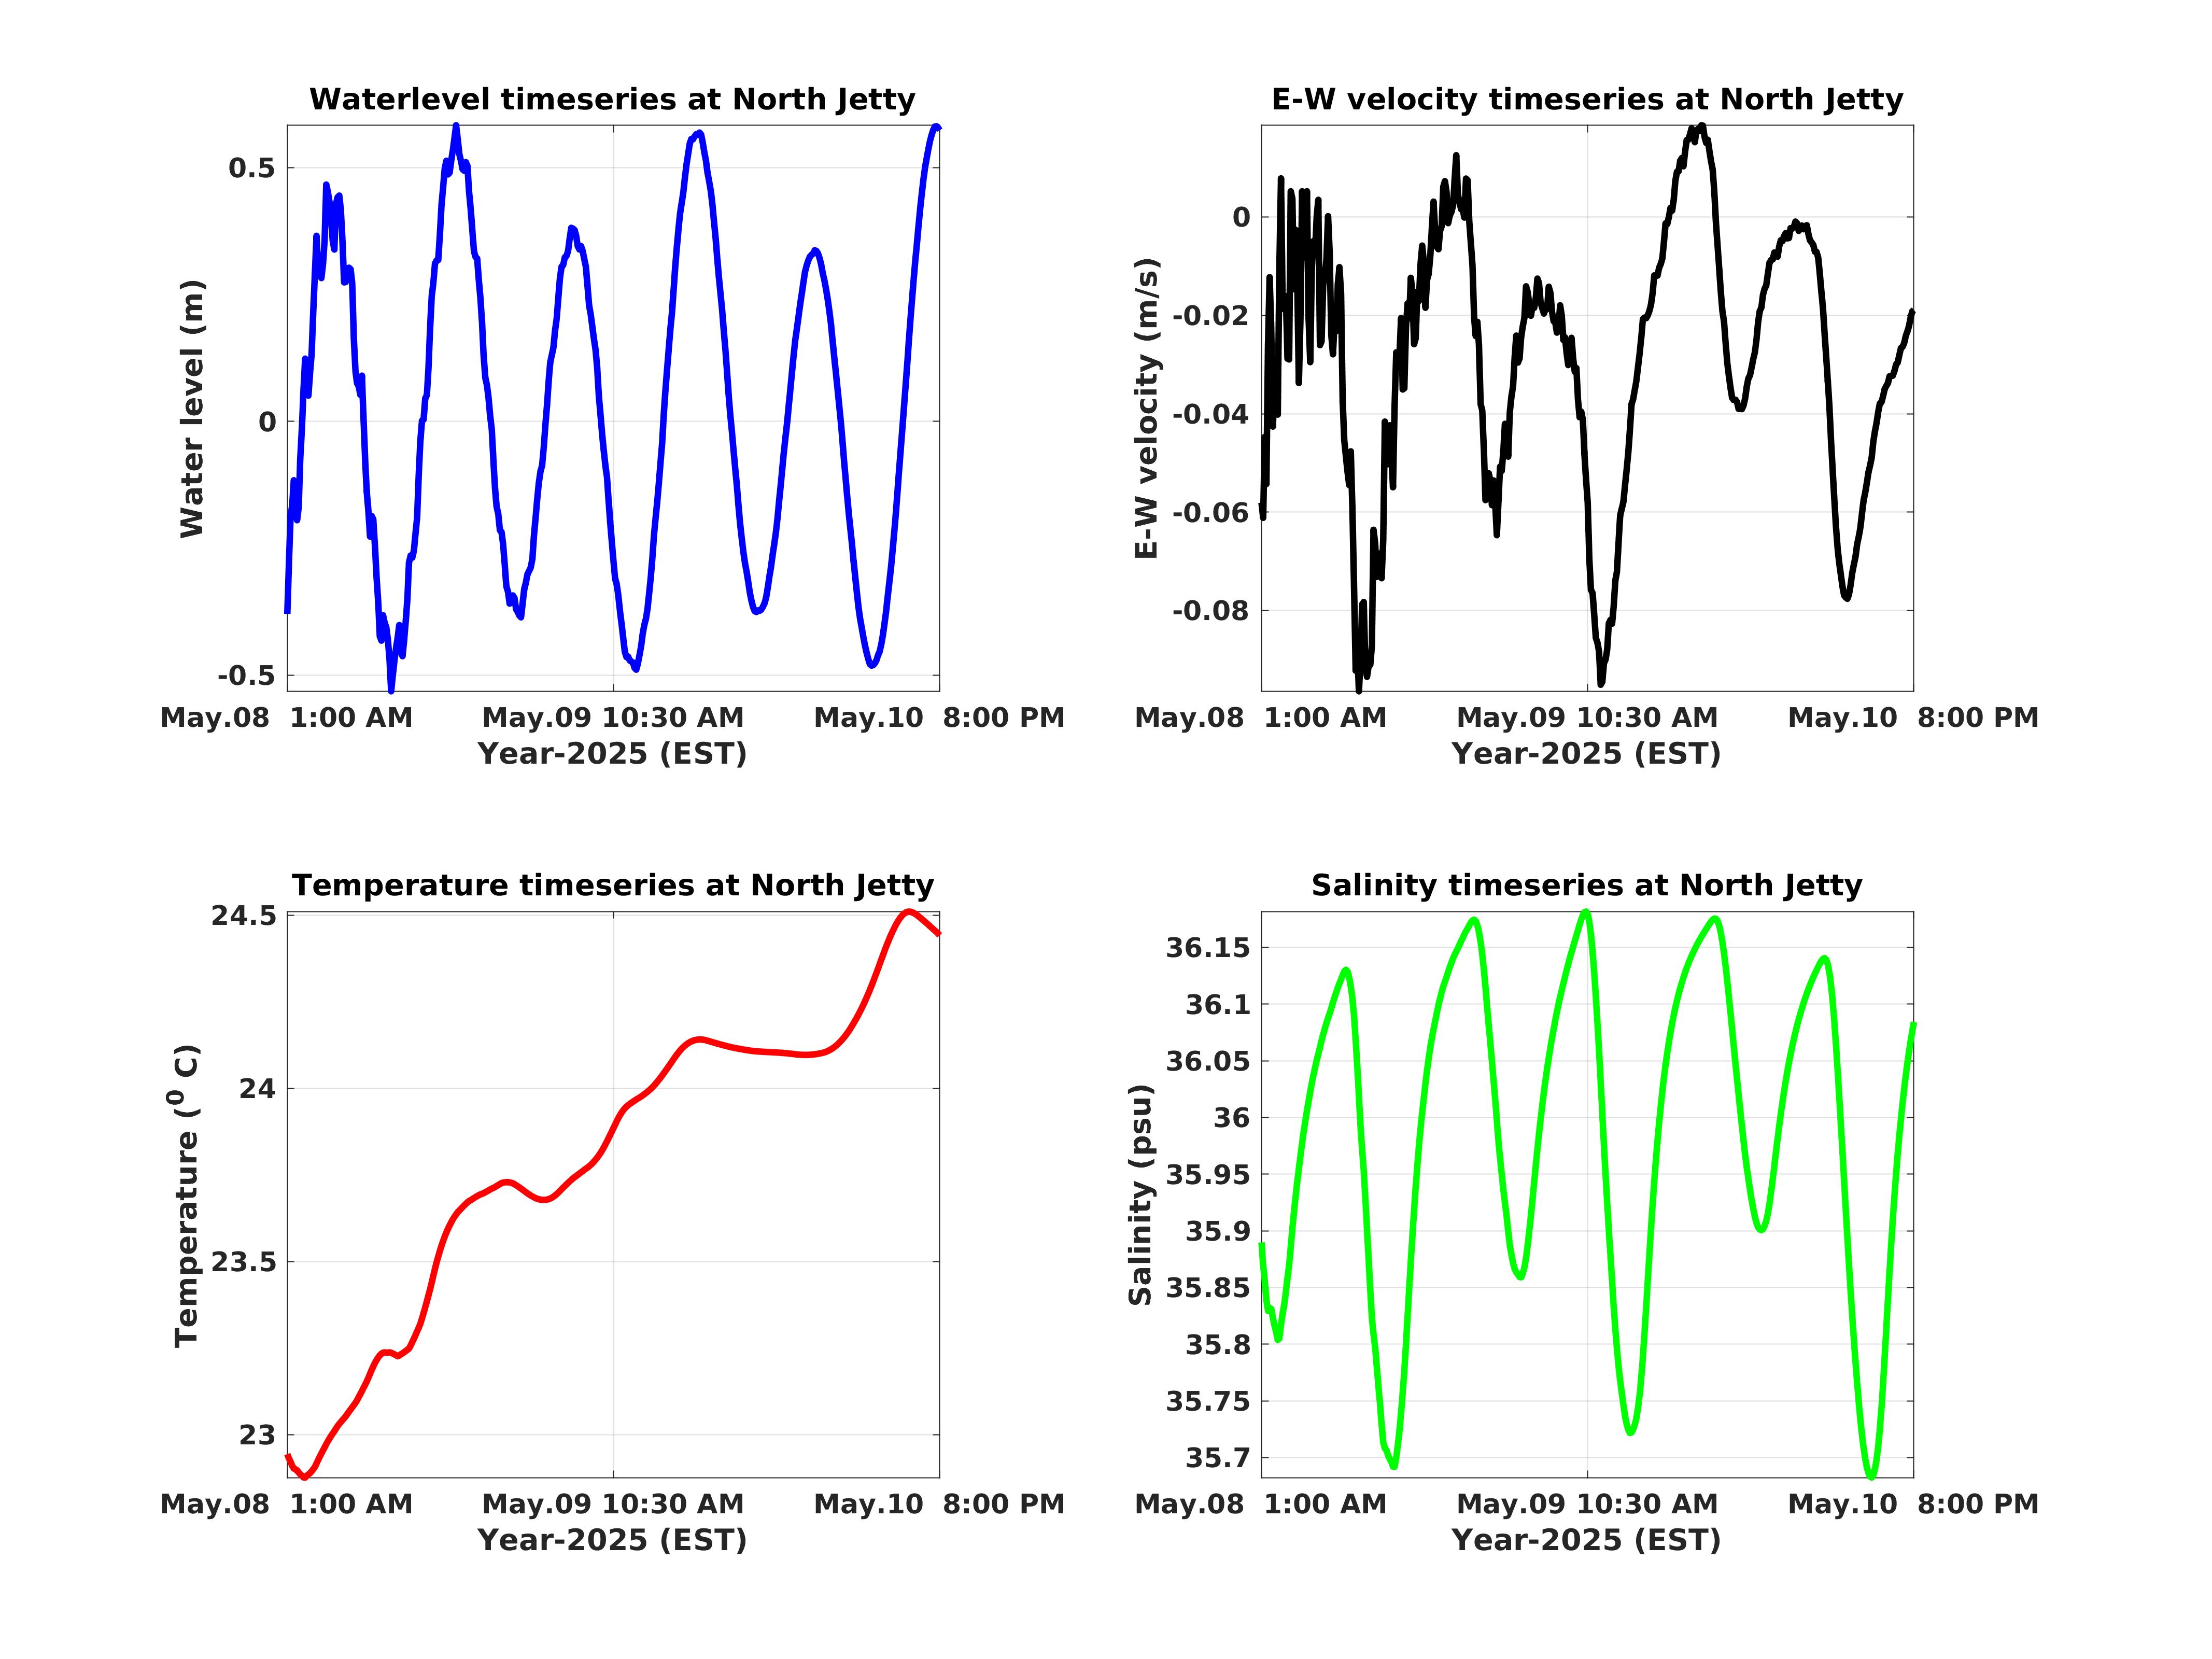 Waterlevel timeseries at North Jetty
Water level (m)
0.5
0
-0.5
May.08 1:00 AM May.09 10:30 AM May.10 8:00 PM
Year-2025 (EST)
E-W velocity timeseries at North Jetty
E-W velocity (m/s)
0
-0.02
-0.04
-0.06
-0.08
May.08 1:00 AM May.09 10:30 AM May.10 8:00 PM
Year-2025 (EST)
Temperature timeseries at North Jetty
Temperature (⁰ C)
24.5
24
23.5
23
May.08 1:00 AM May.09 10:30 AM May.10 8:00 PM
Year-2025 (EST)
Salinity timeseries at North Jetty
Salinity (psu)
36.15
36.1
36.05
36
35.95
35.9
35.85
35.8
35.75
35.7
May.08 1:00 AM May.09 10:30 AM May.10 8:00 PM
Year-2025 (EST)